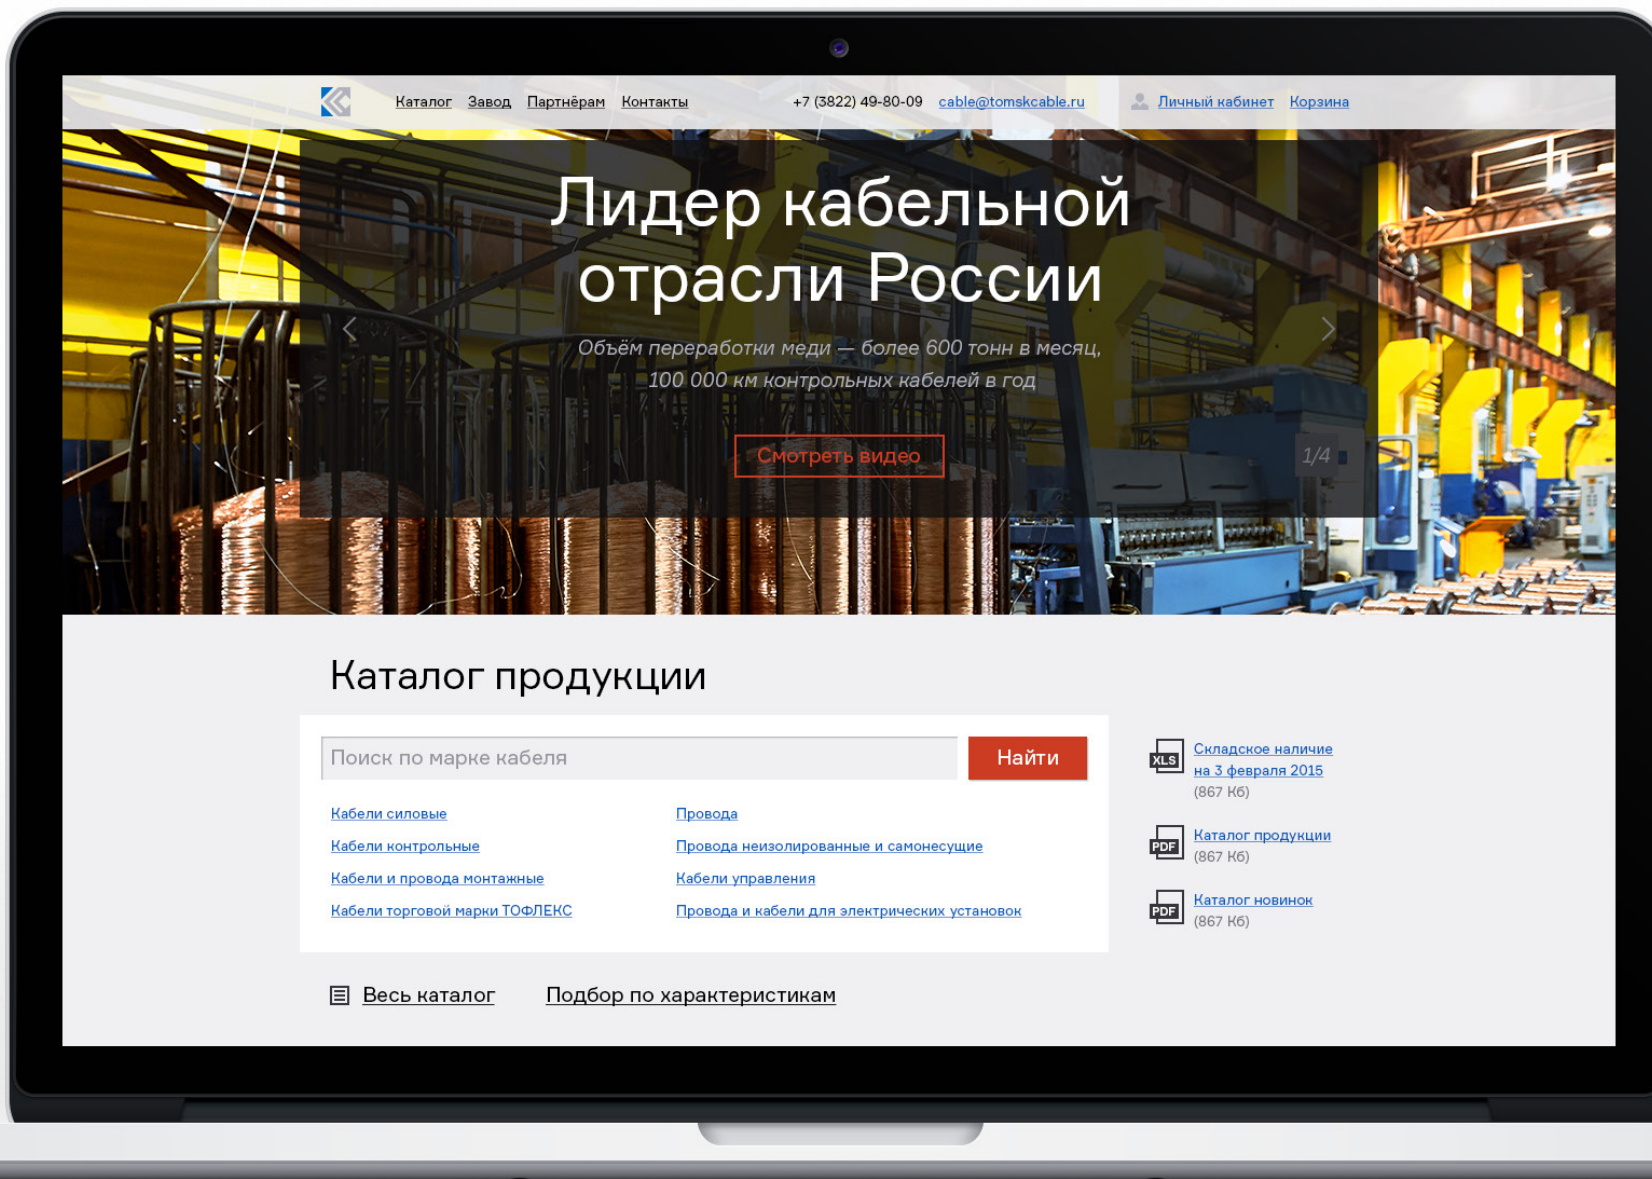 Каталог Завод Партнёрам Контакты +7 (3822) 49-80-09 cable@tomskcable.ru Личный кабинет Корзина
Лидер кабельной
отрасли России
Объём переработки меди — более 600 тонн в месяц,
100 000 км контрольных кабелей в год
Смотреть видео
1/4
Каталог продукции
Поиск по марке кабеля
Найти
Кабели силовые
Кабели контрольные
Кабели и провода монтажные
Кабели торговой марки ТОФЛЕКС
Провода
Провода неизолированные и самонесущие
Кабели управления
Провода и кабели для электрических установок
XLS
Складское наличие
на 3 февраля 2015
(867 Кб)
PDF
Каталог продукции
(867 Кб)
PDF
Каталог новинок
(867 Кб)
Весь каталог
Подбор по характеристикам